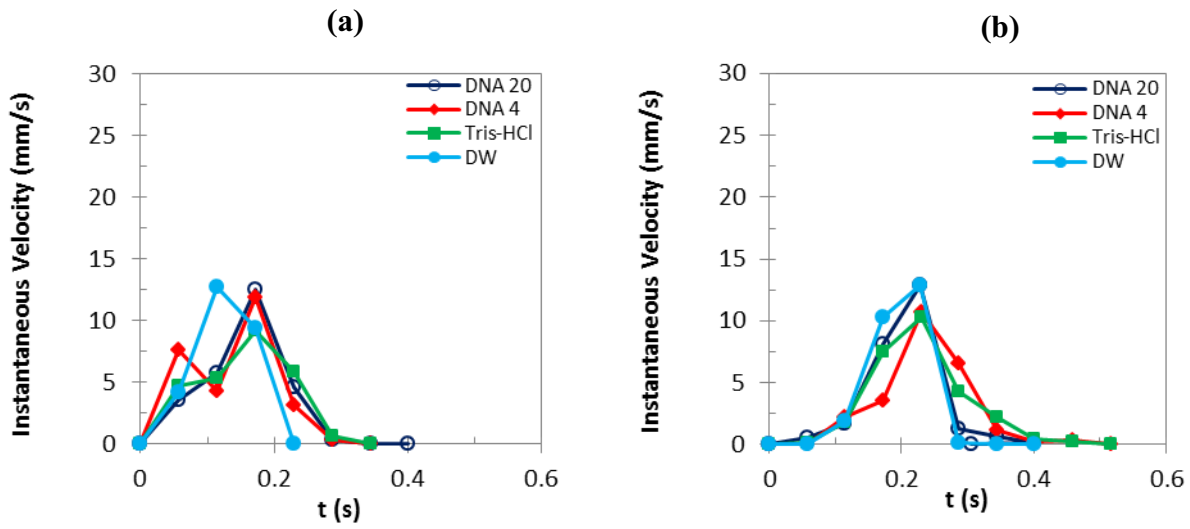 (a)
Instantaneous Velocity (mm/s)
30
25
20
15
10
5
0
0
0.2
0.4
0.6
t (s)
DNA 20
DNA 4
Tris-HCl
DW
(b)
Instantaneous Velocity (mm/s)
30
25
20
15
10
5
0
0
0.2
0.4
0.6
t (s)
DNA 20
DNA 4
Tris-HCl
DW